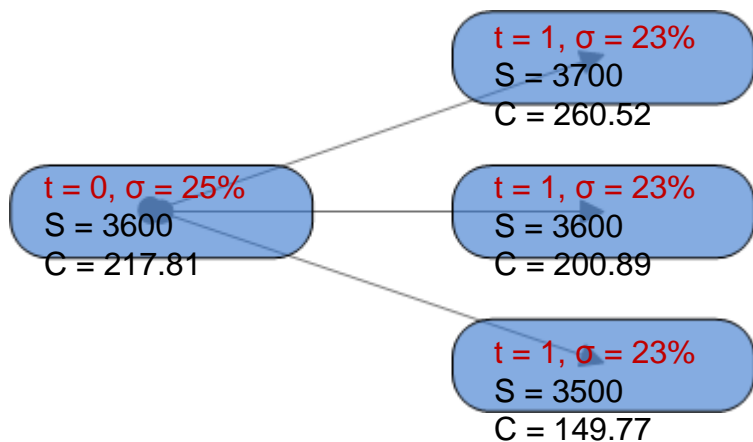 t = 1, σ = 23%
S = 3700
C = 260.52
t = 0, σ = 25%
S = 3600
C = 217.81
t = 1, σ = 23%
S = 3600
C = 200.89
t = 1, σ = 23%
S = 3500
C = 149.77